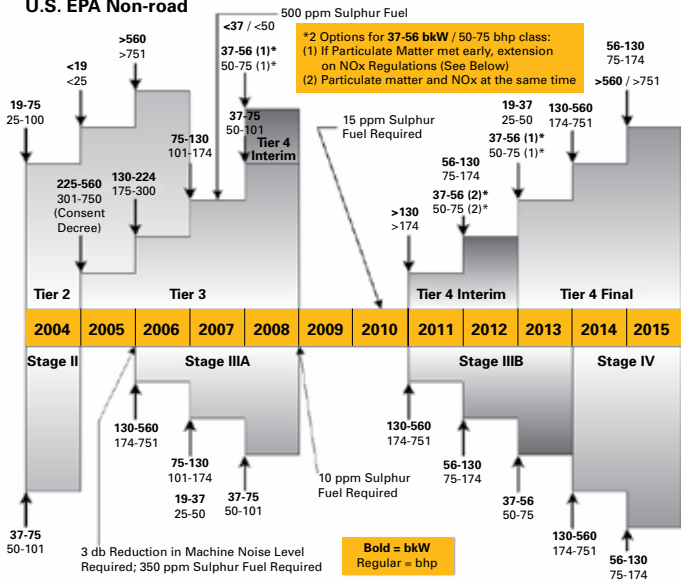 U.S. EPA Non-road
500 ppm Sulphur Fuel
<37 / <50
*2 Options for 37-56 bkW / 50-75 bhp class:
(1) If Particulate Matter met early, extension
on NOx Regulations (See Below)
(2) Particulate matter and NOx at the same time
>560
>751
<19
<25
19-75
25-100
37-56 (1)*
50-75 (1)*
37-75
50-101
Tier 4
Interim
75-130
101-174
15 ppm Sulphur
Fuel Required
225-560
301-750
(Consent
Decree)
130-224
175-300
56-130
75-174
>560 / >751
19-37
25-50
37-56 (1)*
50-75 (1)*
130-560
174-751
56-130
75-174
37-56 (2)*
50-75 (2)*
>130
>174
Tier 2
Tier 3
Tier 4 Interim
Tier 4 Final
2004
2005
2006
2007
2008
2009
2010
2011
2012
2013
2014
2015
Stage II
Stage IIIA
Stage IIIB
Stage IV
130-560
174-751
75-130
101-174
19-37
25-50
37-75
50-101
10 ppm Sulphur
Fuel Required
130-560
174-751
56-130
75-174
37-56
50-75
130-560
174-751
56-130
75-174
37-75
50-101
3 db Reduction in Machine Noise Level
Required; 350 ppm Sulphur Fuel Required
Bold = bkW
Regular = bhp